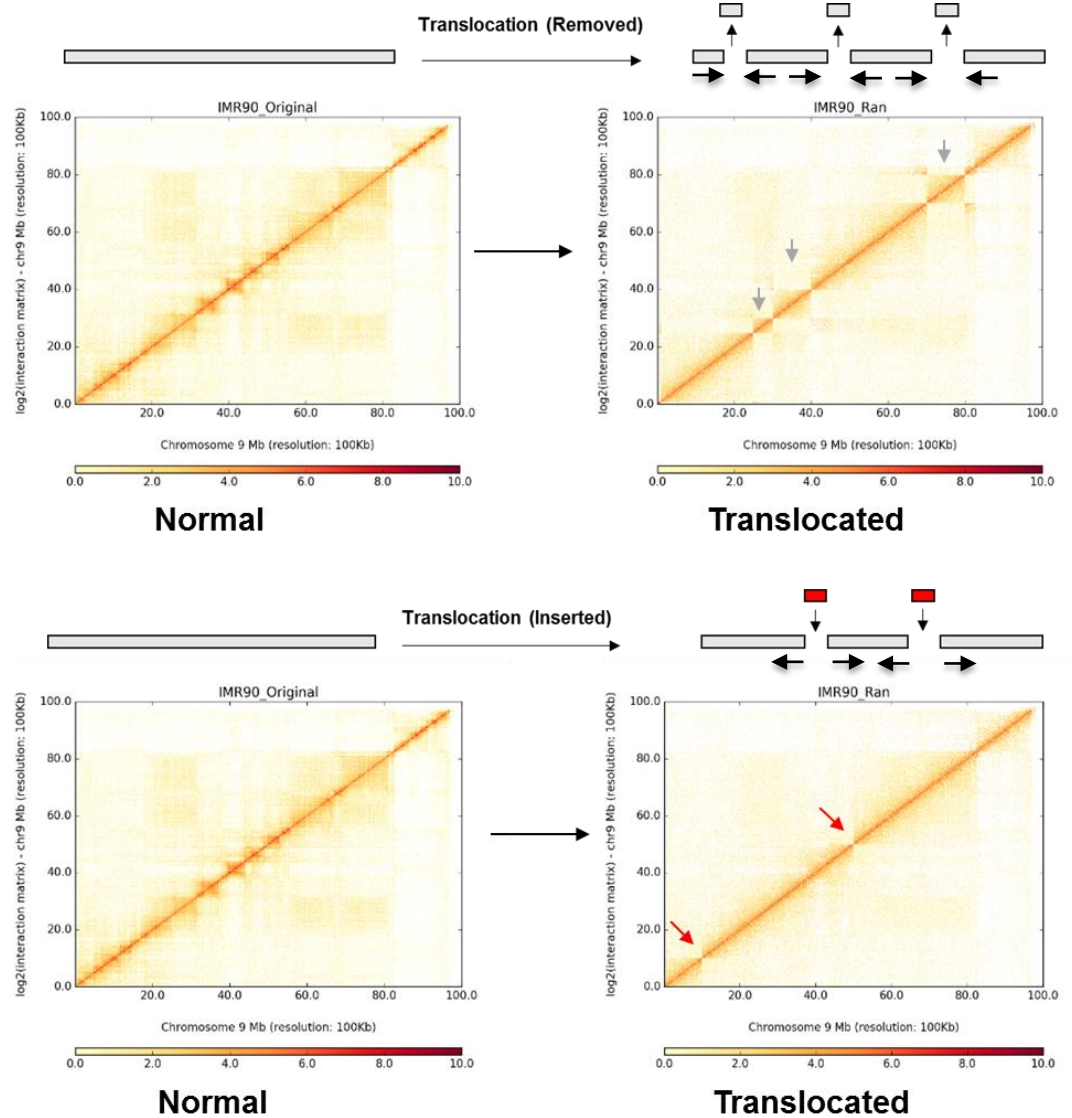 Translocation (Removed)
IMR90_Original
log2(interaction matrix) - chr9 Mb (resolution: 100Kb)
100.0
80.0
60.0
40.0
20.0
0.0
20.0 40.0 60.0 80.0 100.0
Chromosome 9 Mb (resolution: 100Kb)
0.0 2.0 4.0 6.0 8.0 10.0
Normal
IMR90_Ran
log2(interaction matrix) - chr9 Mb (resolution: 100Kb)
100.0
80.0
60.0
40.0
20.0
0.0
20.0 40.0 60.0 80.0 100.0
Chromosome 9 Mb (resolution: 100Kb)
0.0 2.0 4.0 6.0 8.0 10.0
Translocated
Translocation (Inserted)
IMR90_Original
log2(interaction matrix) - chr9 Mb (resolution: 100Kb)
100.0
80.0
60.0
40.0
20.0
0.0
20.0 40.0 60.0 80.0 100.0
Chromosome 9 Mb (resolution: 100Kb)
0.0 2.0 4.0 6.0 8.0 10.0
Normal
IMR90_Ran
log2(interaction matrix) - chr9 Mb (resolution: 100Kb)
100.0
80.0
60.0
40.0
20.0
0.0
20.0 40.0 60.0 80.0 100.0
Chromosome 9 Mb (resolution: 100Kb)
0.0 2.0 4.0 6.0 8.0 10.0
Translocated